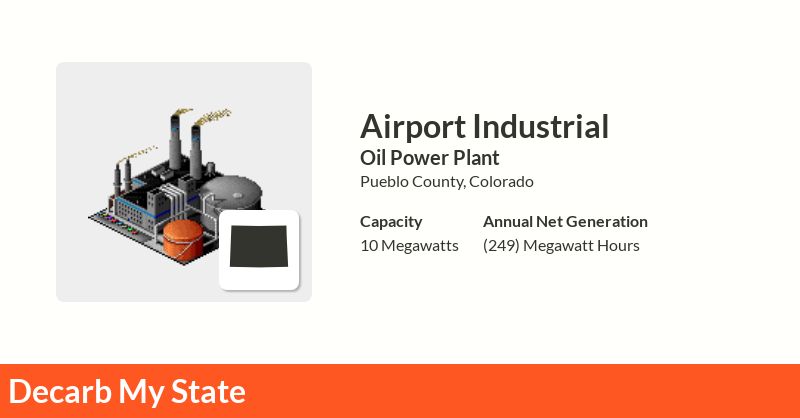 Airport Industrial
Oil Power Plant
Pueblo County, Colorado
Capacity
10 Megawatts
Annual Net Generation
(249) Megawatt Hours
Decarb My State